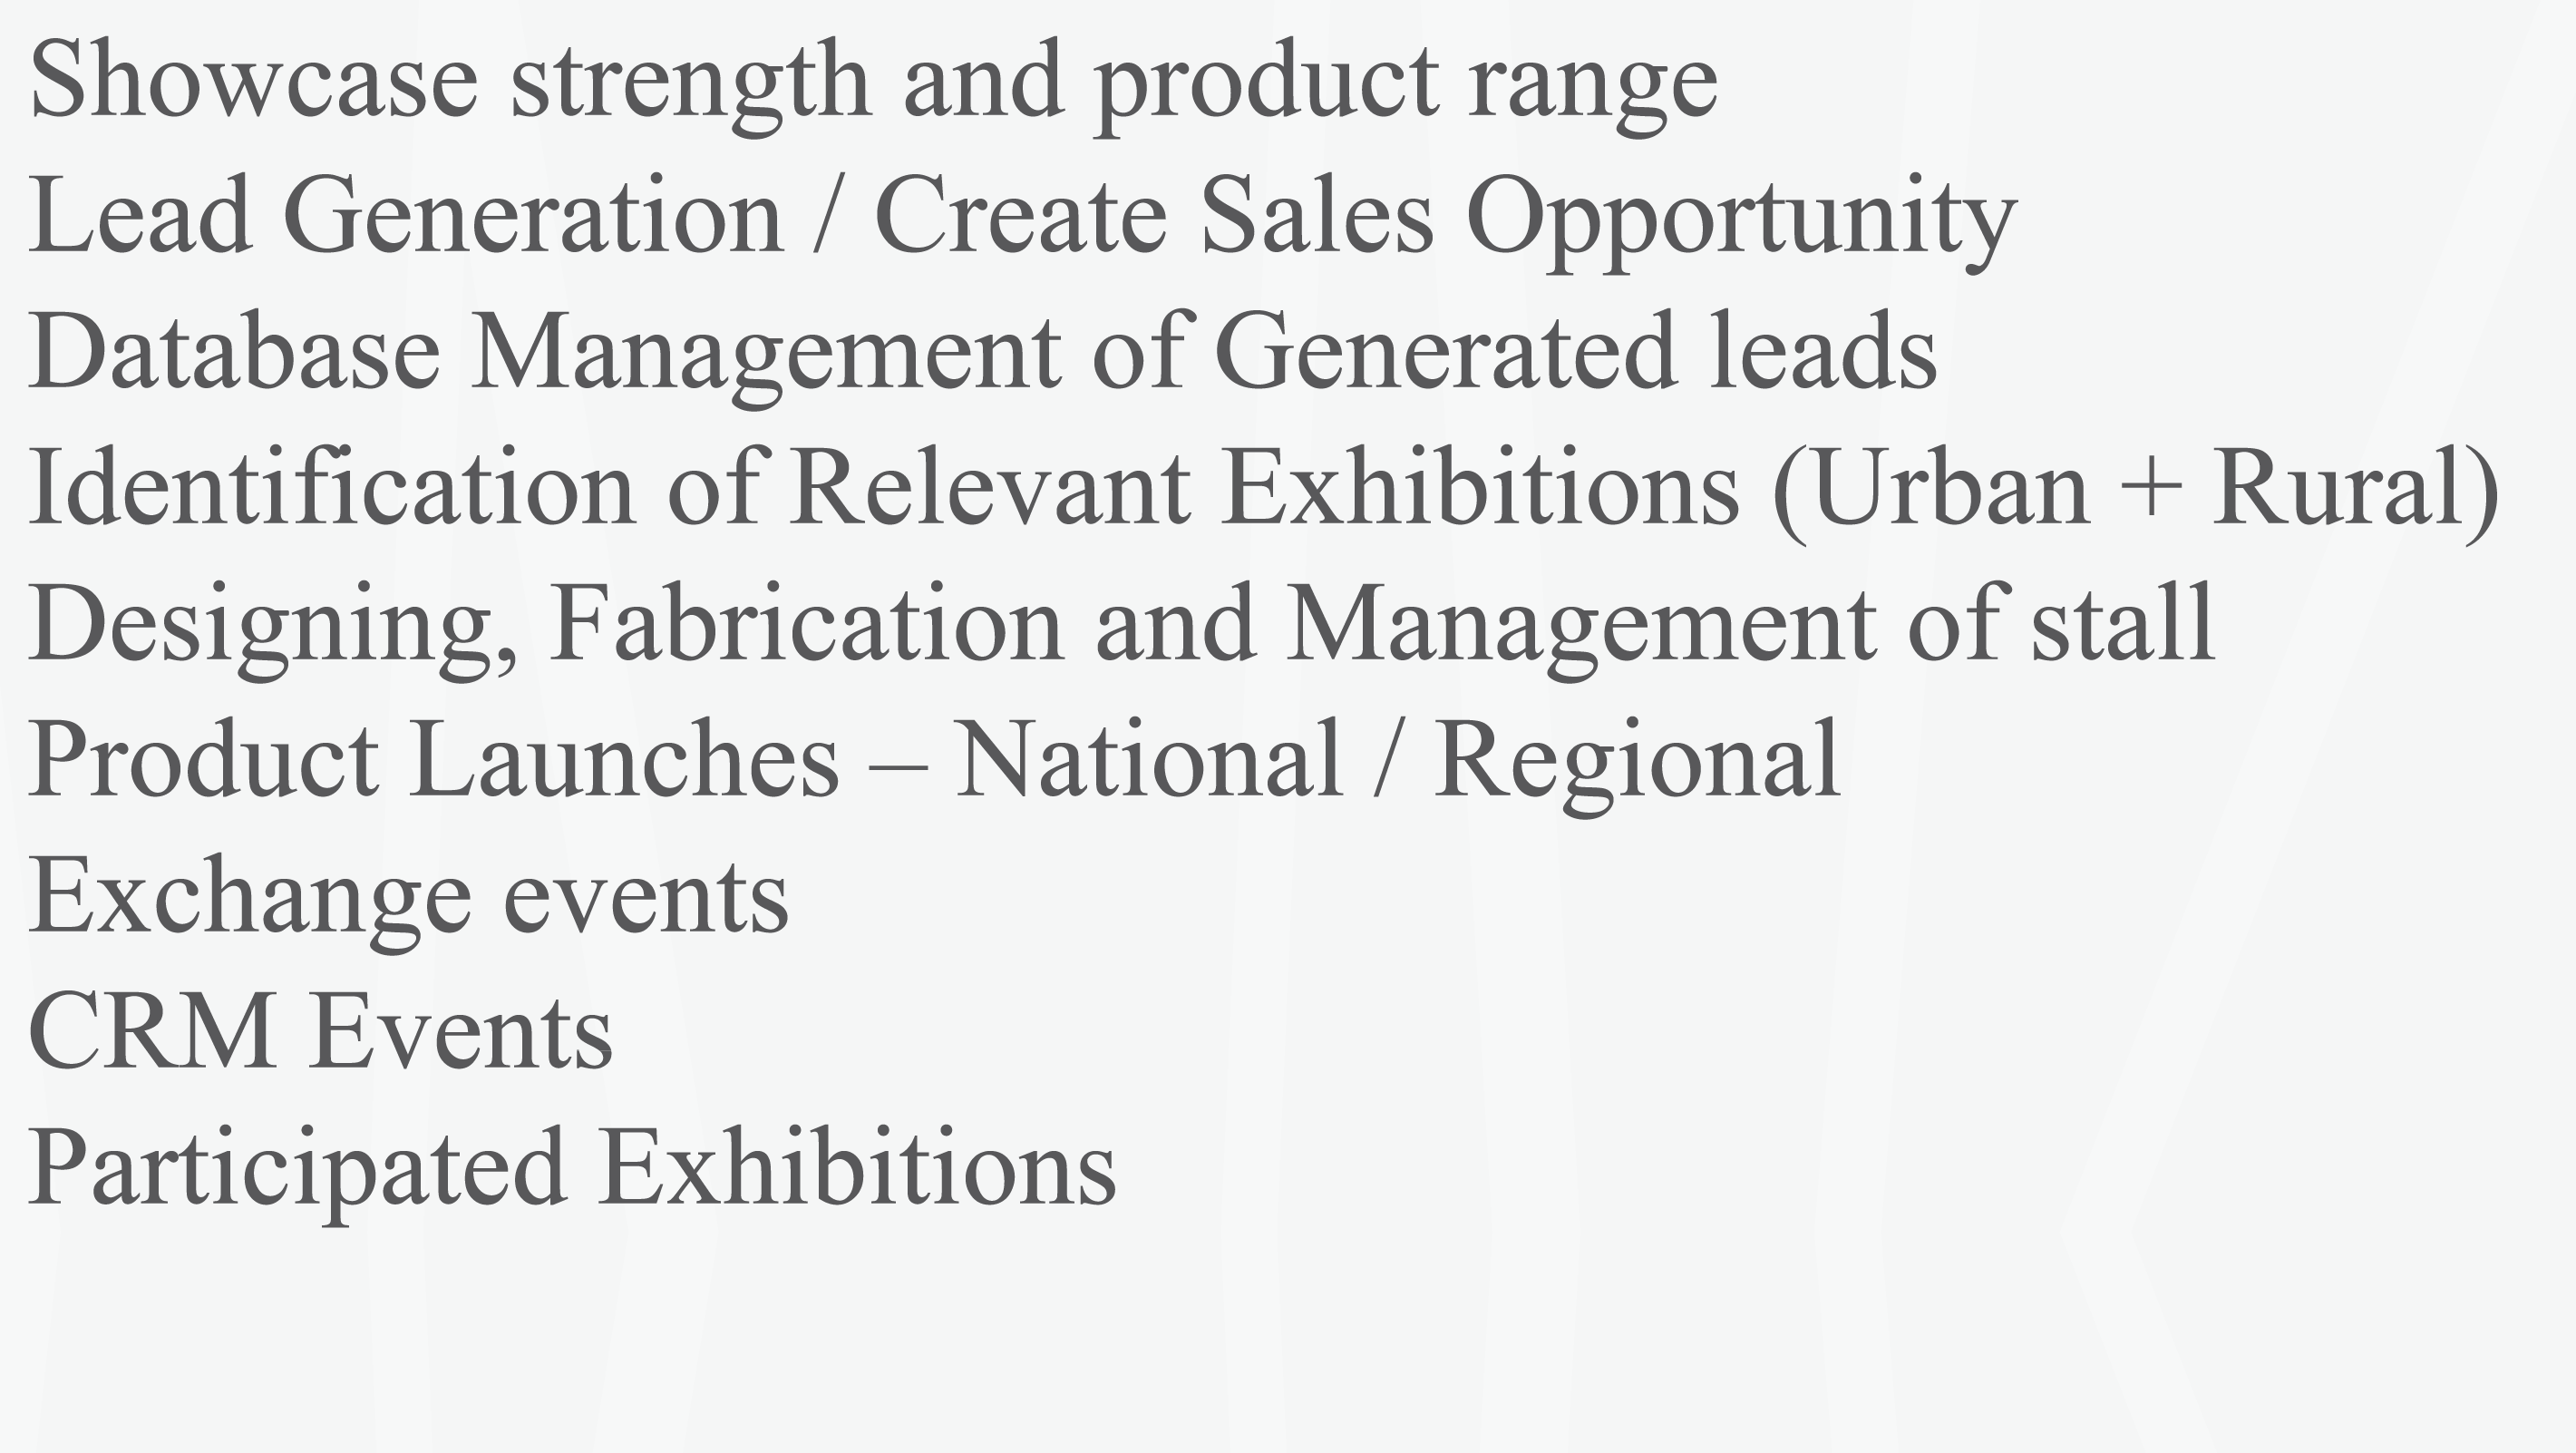 Showcase strength and product range
Lead Generation / Create Sales Opportunity
Database Management of Generated leads
Identification of Relevant Exhibitions (Urban + Rural)
Designing, Fabrication and Management of stall
Product Launches – National / Regional
Exchange events
CRM Events
Participated Exhibitions